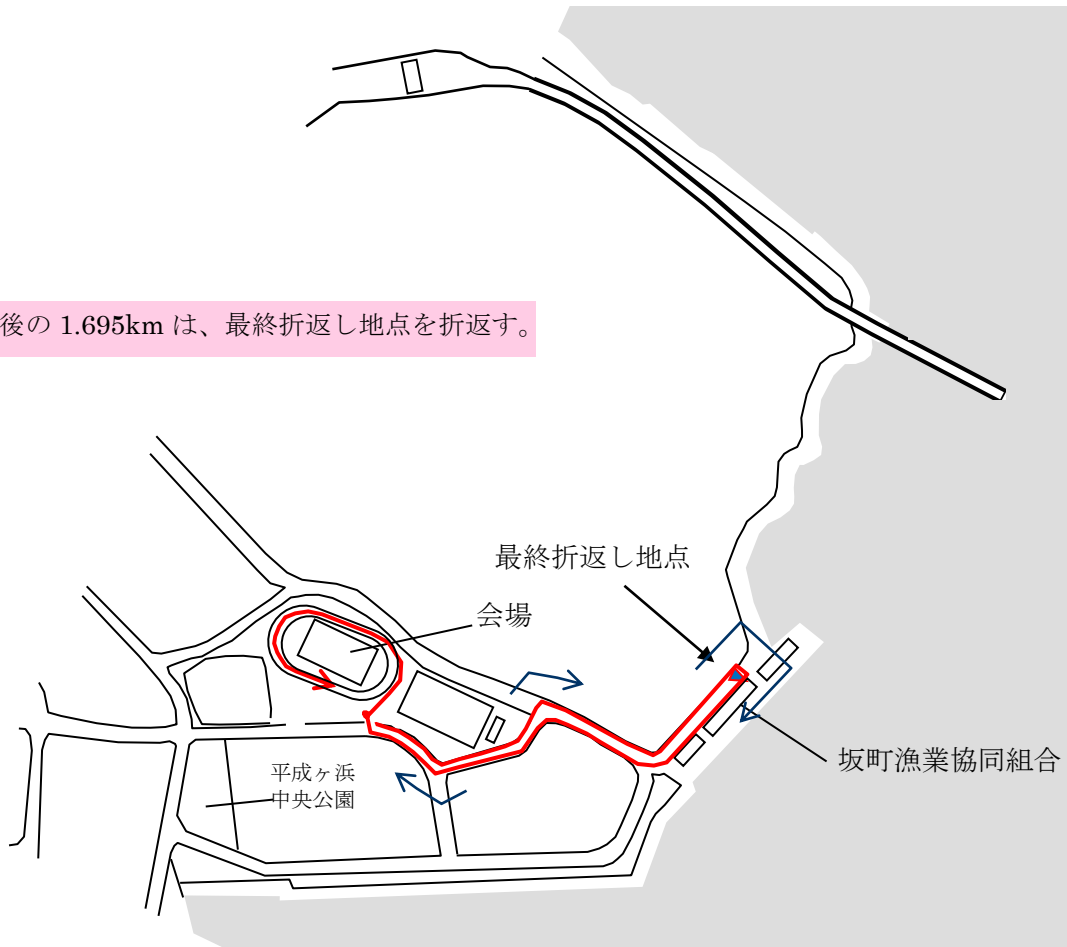 後の 1.695km は、最終折返し地点を折返す。
最終折返し地点
会場
坂町漁業協同組合
平成ヶ浜
中央公園